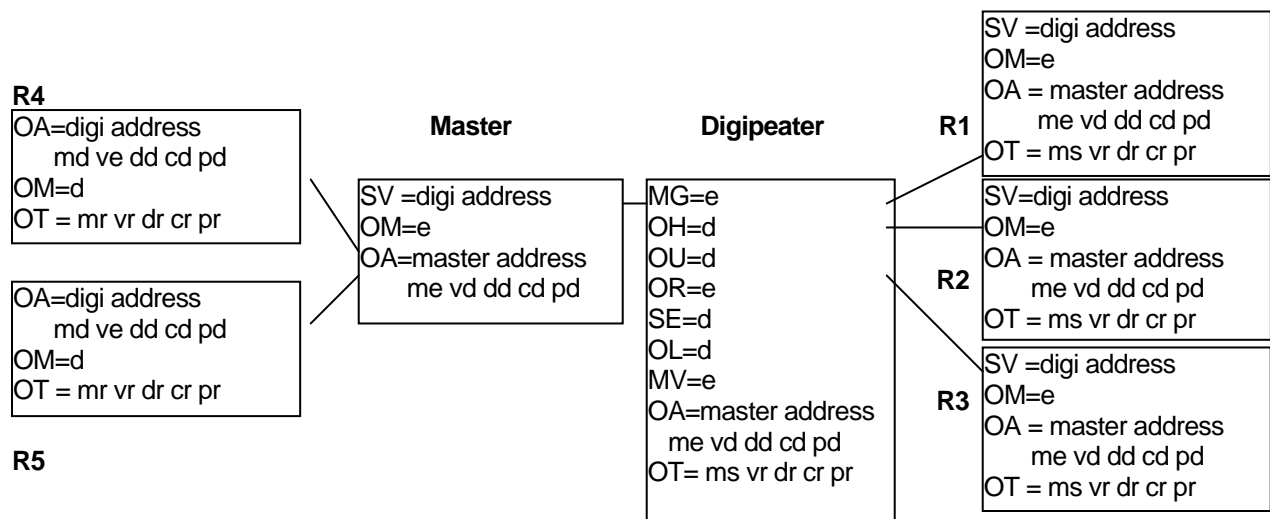 R4
OA=digi address
md ve dd cd pd
OM=d
OT = mr vr dr cr pr
OA=digi address
md ve dd cd pd
OM=d
OT = mr vr dr cr pr
R5
Master
SV =digi address
OM=e
OA=master address
me vd dd cd pd
Digipeater
MG=e
OH=d
OU=d
OR=e
SE=d
OL=d
MV=e
OA=master address
me vd dd cd pd
OT= ms vr dr cr pr
R1
SV =digi address
OM=e
OA = master address
me vd dd cd pd
OT = ms vr dr cr pr
R2
SV=digi address
OM=e
OA = master address
me vd dd cd pd
OT = ms vr dr cr pr
R3
SV =digi address
OM=e
OA = master address
me vd dd cd pd
OT = ms vr dr cr pr